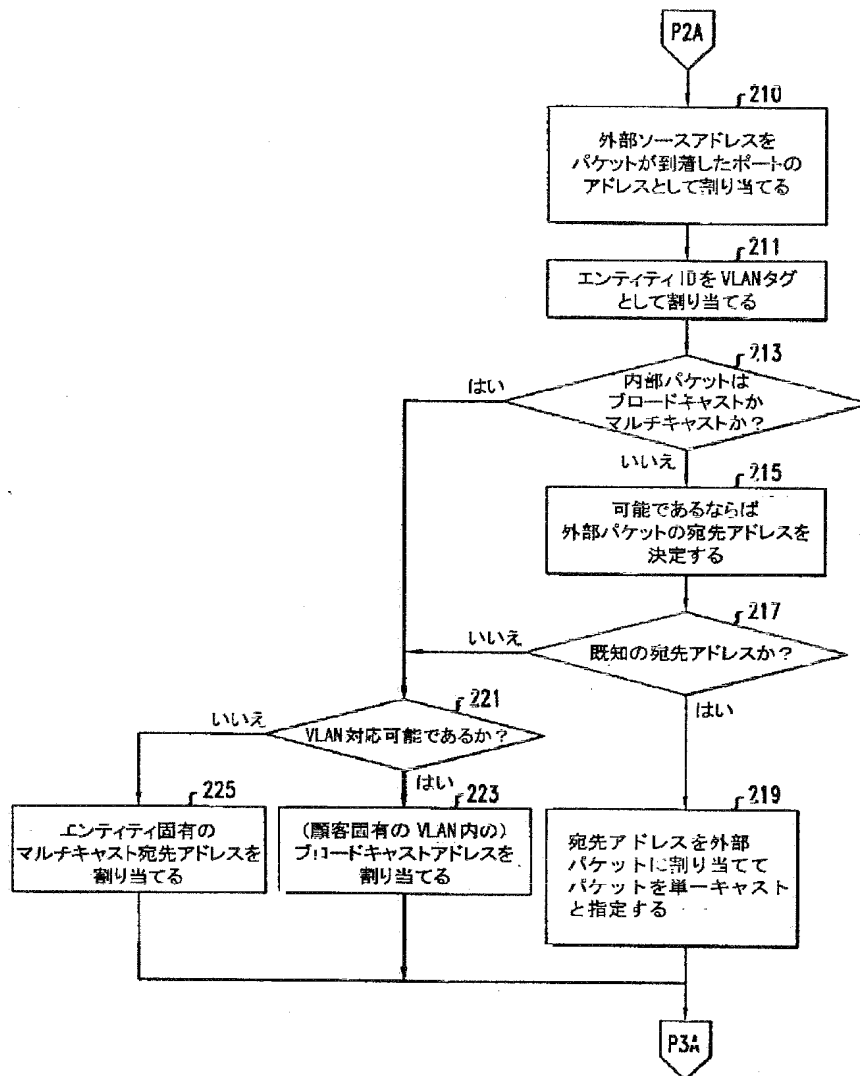 P2A
210
外部ソースアドレスを
パケットが到着したポートの
アドレスとして割り当てる
211
エンティティIDをVLANタグ
として割り当てる
213
はい
内部パケットは
ブロードキャストか
マルチキャストか？
いいえ
215
可能であるならば
外部パケットの宛先アドレスを
決定する
217
いいえ
既知の宛先アドレスか？
はい
221
いいえ
VLAN対応可能であるか？
はい
225
エンティティ固有の
マルチキャスト宛先アドレスを
割り当てる
223
(顧客固有の VLAN内の)
ブロードキャストアドレスを
割り当てる
219
宛先アドレスを外部
パケットに割り当てて
パケットを単一キャスト
と指定する
P3A